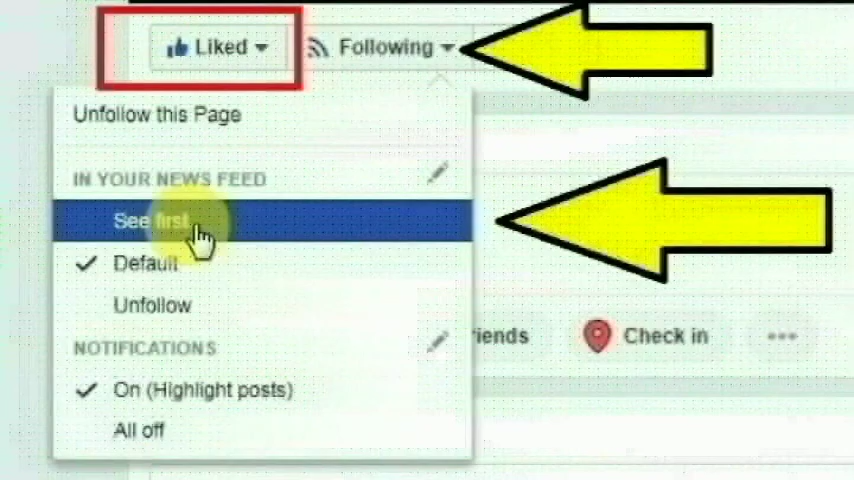 Liked Following
Unfollow this Page
IN YOUR NEWS FEED
See first
Default
Unfollow
riends Check in
NOTIFICATIONS
On (Highlight posts)
All off